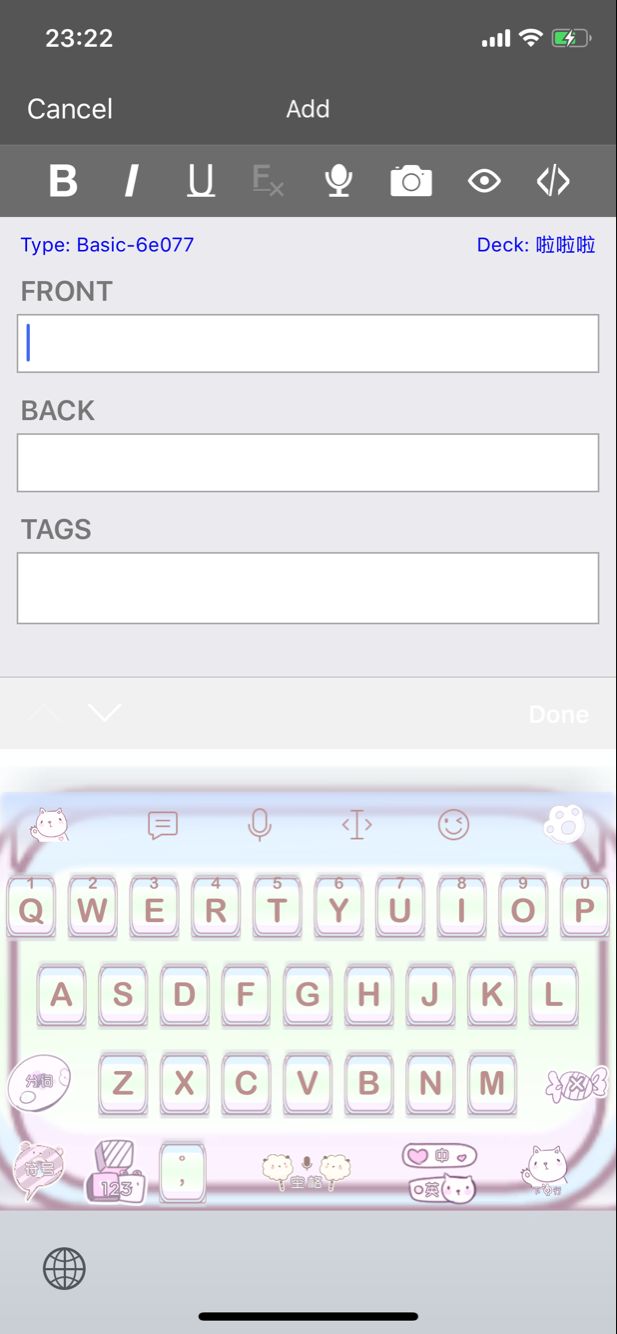 23:22
Cancel
Add
B I U Fx
Type: Basic-6e077
Deck: 啦啦啦
FRONT
BACK
TAGS
Done
1 2 3 4 5 6 7 8 9 0
Q W E R T Y U I O P
A S D F G H J K L
分词 Z X C V B N M
符号 123 。 , 空格 中
英